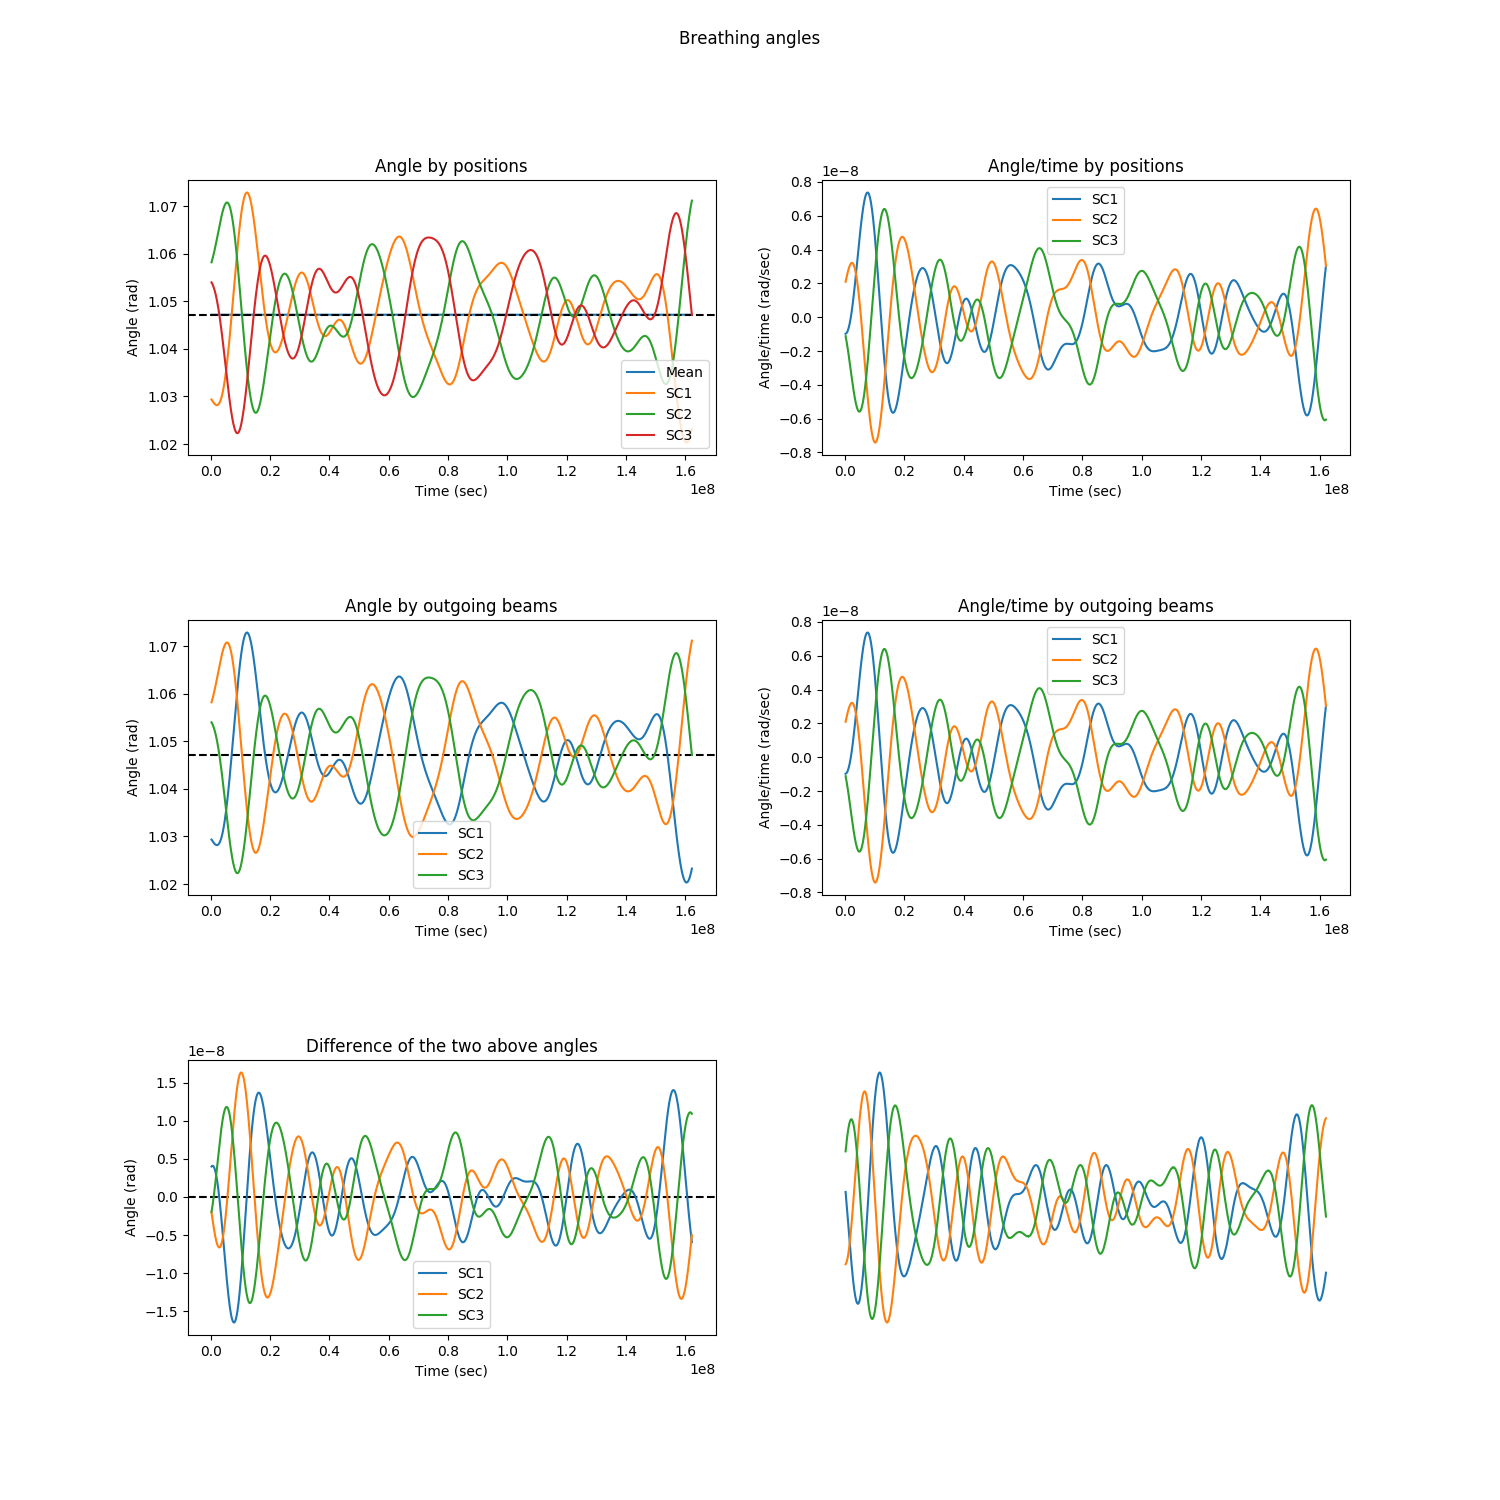 Breathing angles
Angle by positions
Angle (rad)
1.07
1.06
1.05
1.04
1.03
1.02
Mean
SC1
SC2
SC3
0.0 0.2 0.4 0.6 0.8 1.0 1.2 1.4 1.6
1e8
Time (sec)
Angle/time by positions
1e−8
Angle/time (rad/sec)
0.8
0.6
0.4
0.2
0.0
−0.2
−0.4
−0.6
−0.8
SC1
SC2
SC3
0.0 0.2 0.4 0.6 0.8 1.0 1.2 1.4 1.6
1e8
Time (sec)
Angle by outgoing beams
Angle (rad)
1.07
1.06
1.05
1.04
1.03
1.02
SC1
SC2
SC3
0.0 0.2 0.4 0.6 0.8 1.0 1.2 1.4 1.6
1e8
Time (sec)
Angle/time by outgoing beams
1e−8
Angle/time (rad/sec)
0.8
0.6
0.4
0.2
0.0
−0.2
−0.4
−0.6
−0.8
SC1
SC2
SC3
0.0 0.2 0.4 0.6 0.8 1.0 1.2 1.4 1.6
1e8
Time (sec)
Difference of the two above angles
1e−8
Angle (rad)
1.5
1.0
0.5
0.0
−0.5
−1.0
−1.5
SC1
SC2
SC3
0.0 0.2 0.4 0.6 0.8 1.0 1.2 1.4 1.6
1e8
Time (sec)